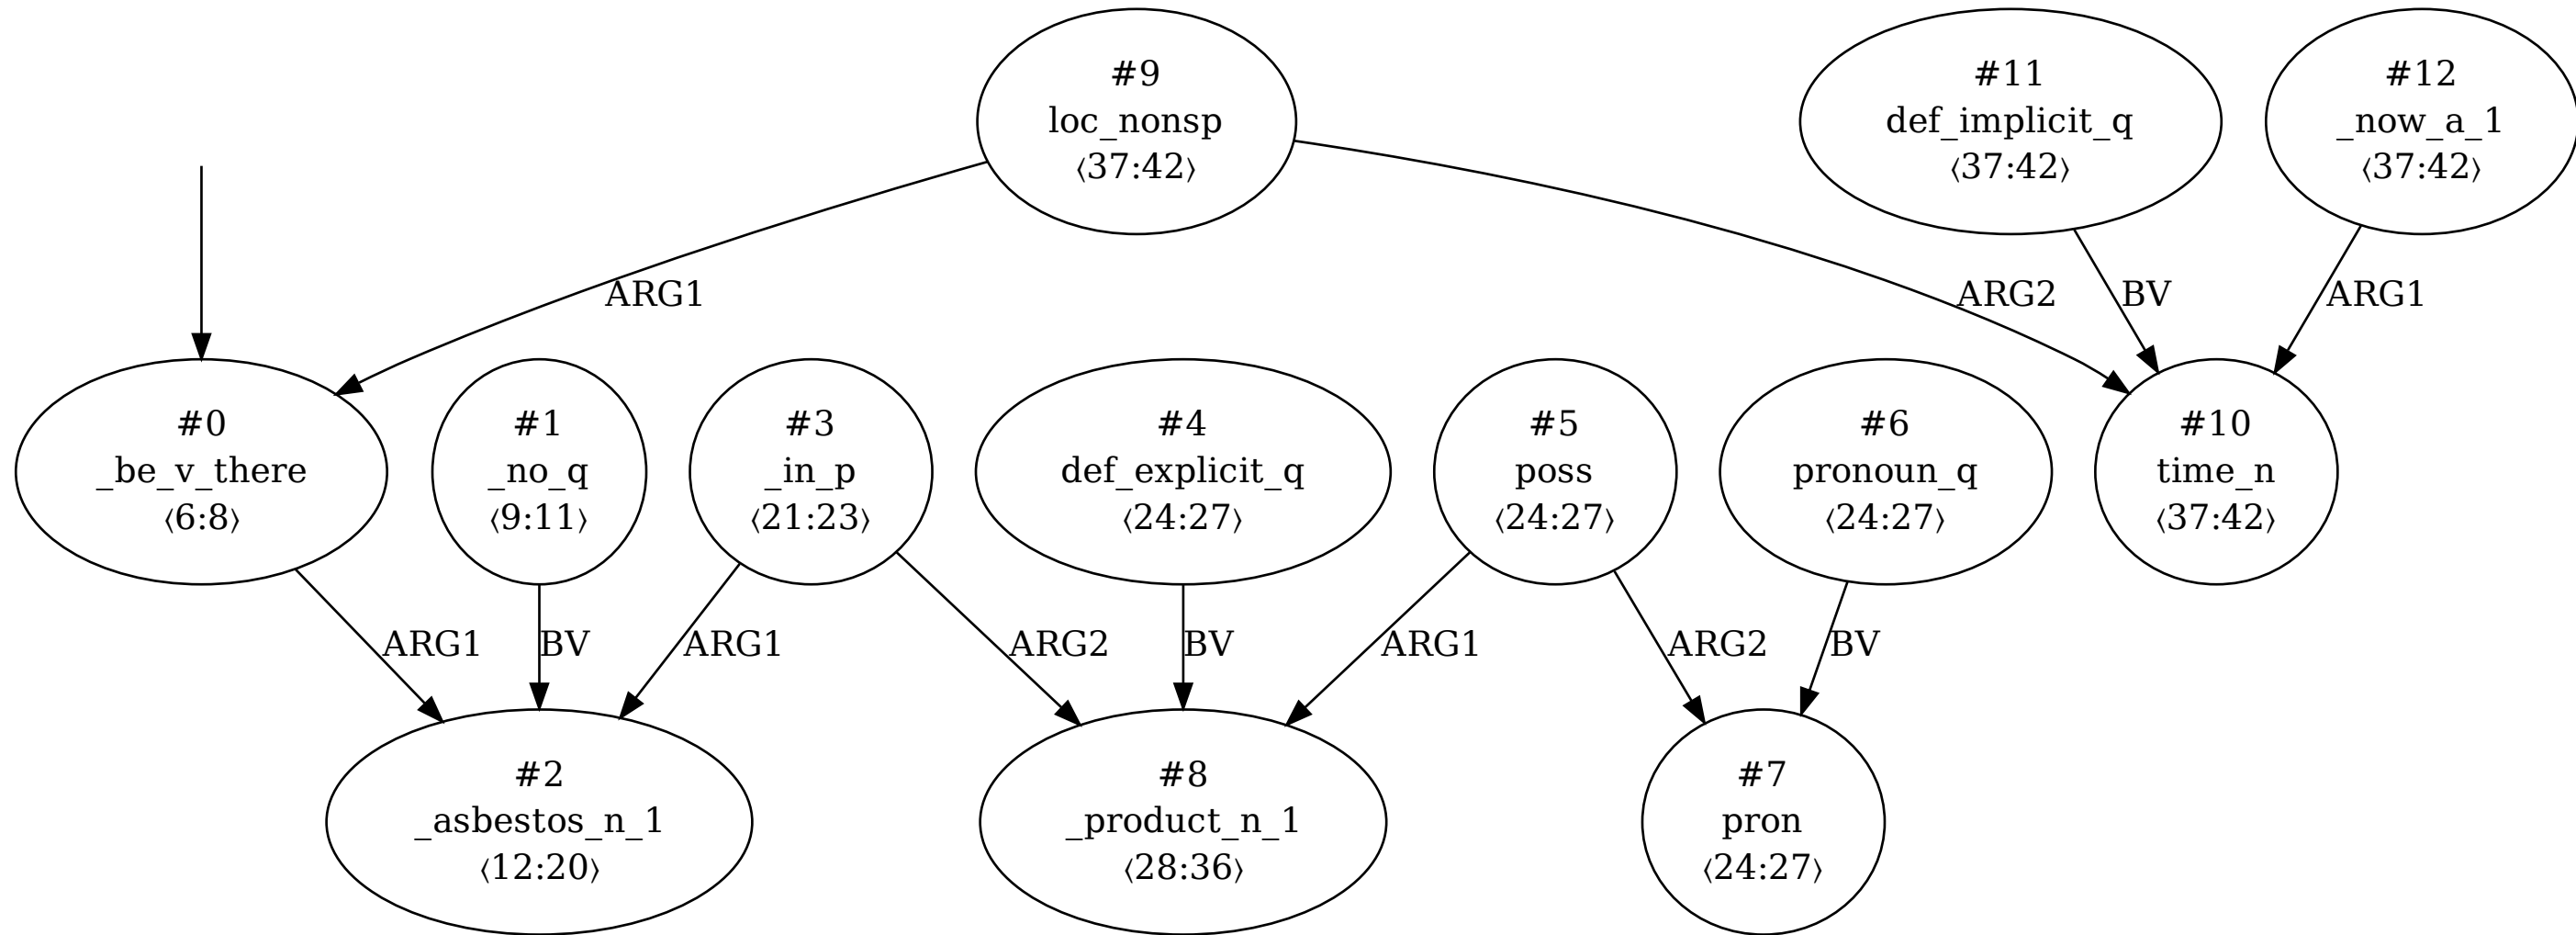 #9
loc_nonsp
⟨37:42⟩
#11
def_implicit_q
⟨37:42⟩
#12
_now_a_1
⟨37:42⟩
ARG1
ARG2
BV
ARG1
#0
_be_v_there
⟨6:8⟩
#1
_no_q
⟨9:11⟩
#3
_in_p
⟨21:23⟩
#4
def_explicit_q
⟨24:27⟩
#5
poss
⟨24:27⟩
#6
pronoun_q
⟨24:27⟩
#10
time_n
⟨37:42⟩
ARG1
BV
ARG1
ARG2
BV
ARG1
ARG2
BV
#2
_asbestos_n_1
⟨12:20⟩
#8
_product_n_1
⟨28:36⟩
#7
pron
⟨24:27⟩